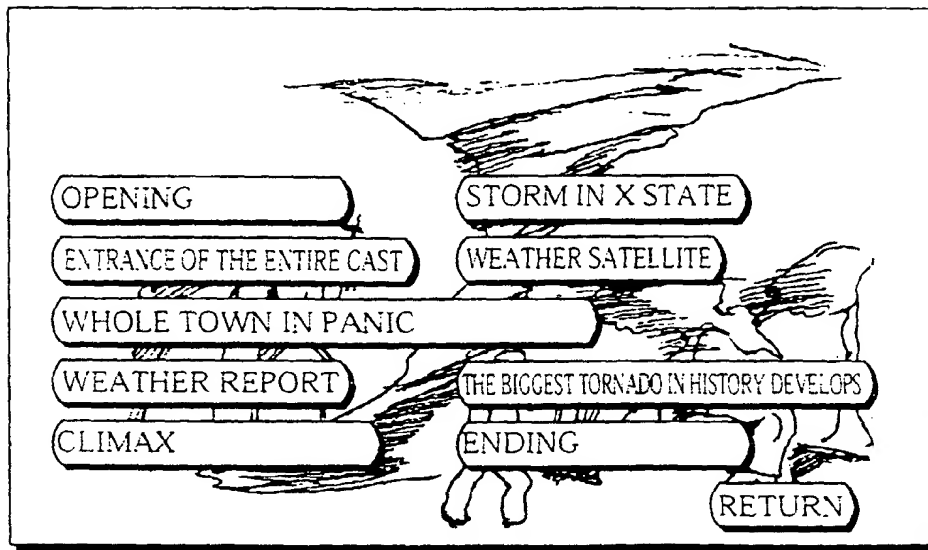 OPENING
STORM IN X STATE
ENTRANCE OF THE ENTIRE CAST
WEATHER SATELLITE
WHOLE TOWN IN PANIC
WEATHER REPORT
THE BIGGEST TORNADO IN HISTORY DEVELOPS
CLIMAX
ENDING
RETURN